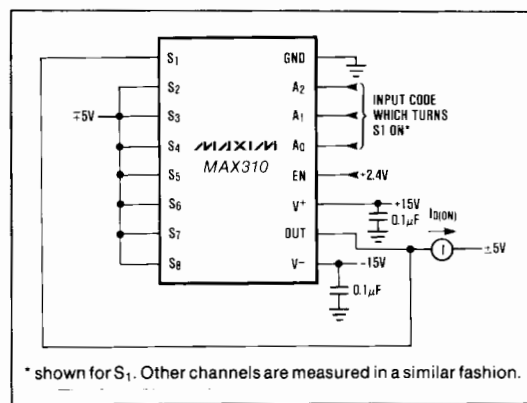 S1
GND
S2
A2
INPUT CODE
WHICH TURNS
S1 ON*
∓5V
S3
A1
S4
MAXIM
A0
MAX310
S5
EN
+2.4V
S6
V+
+15V
0.1μF
ID(ON)
S7
OUT
I
±5V
S8
V−
−15V
0.1μF
* shown for S1. Other channels are measured in a similar fashion.